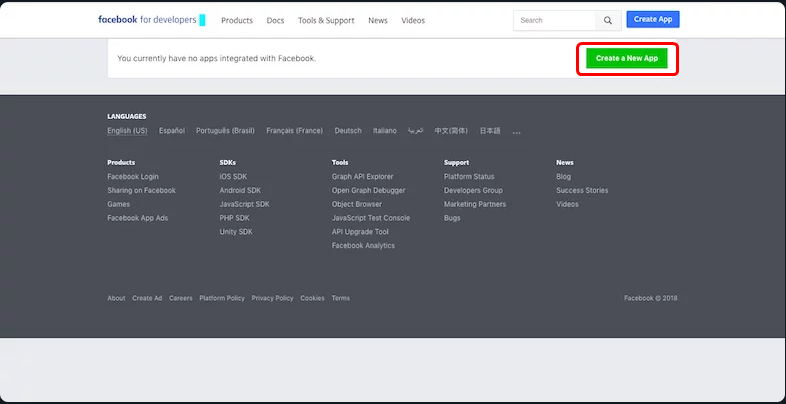 facebook for developers Products Docs Tools & Support News Videos Search Create App
You currently have no apps integrated with Facebook. Create a New App
LANGUAGES
English (US) Español Português (Brasil) Français (France) Deutsch Italiano العربية 中文(简体) 日本語 ...
Products SDKs Tools Support News
Facebook Login iOS SDK Graph API Explorer Platform Status Blog
Sharing on Facebook Android SDK Open Graph Debugger Developers Group Success Stories
Games JavaScript SDK Object Browser Marketing Partners Videos
Facebook App Ads PHP SDK JavaScript Test Console Bugs
Unity SDK API Upgrade Tool
Facebook Analytics
About Create Ad Careers Platform Policy Privacy Policy Cookies Terms Facebook © 2018